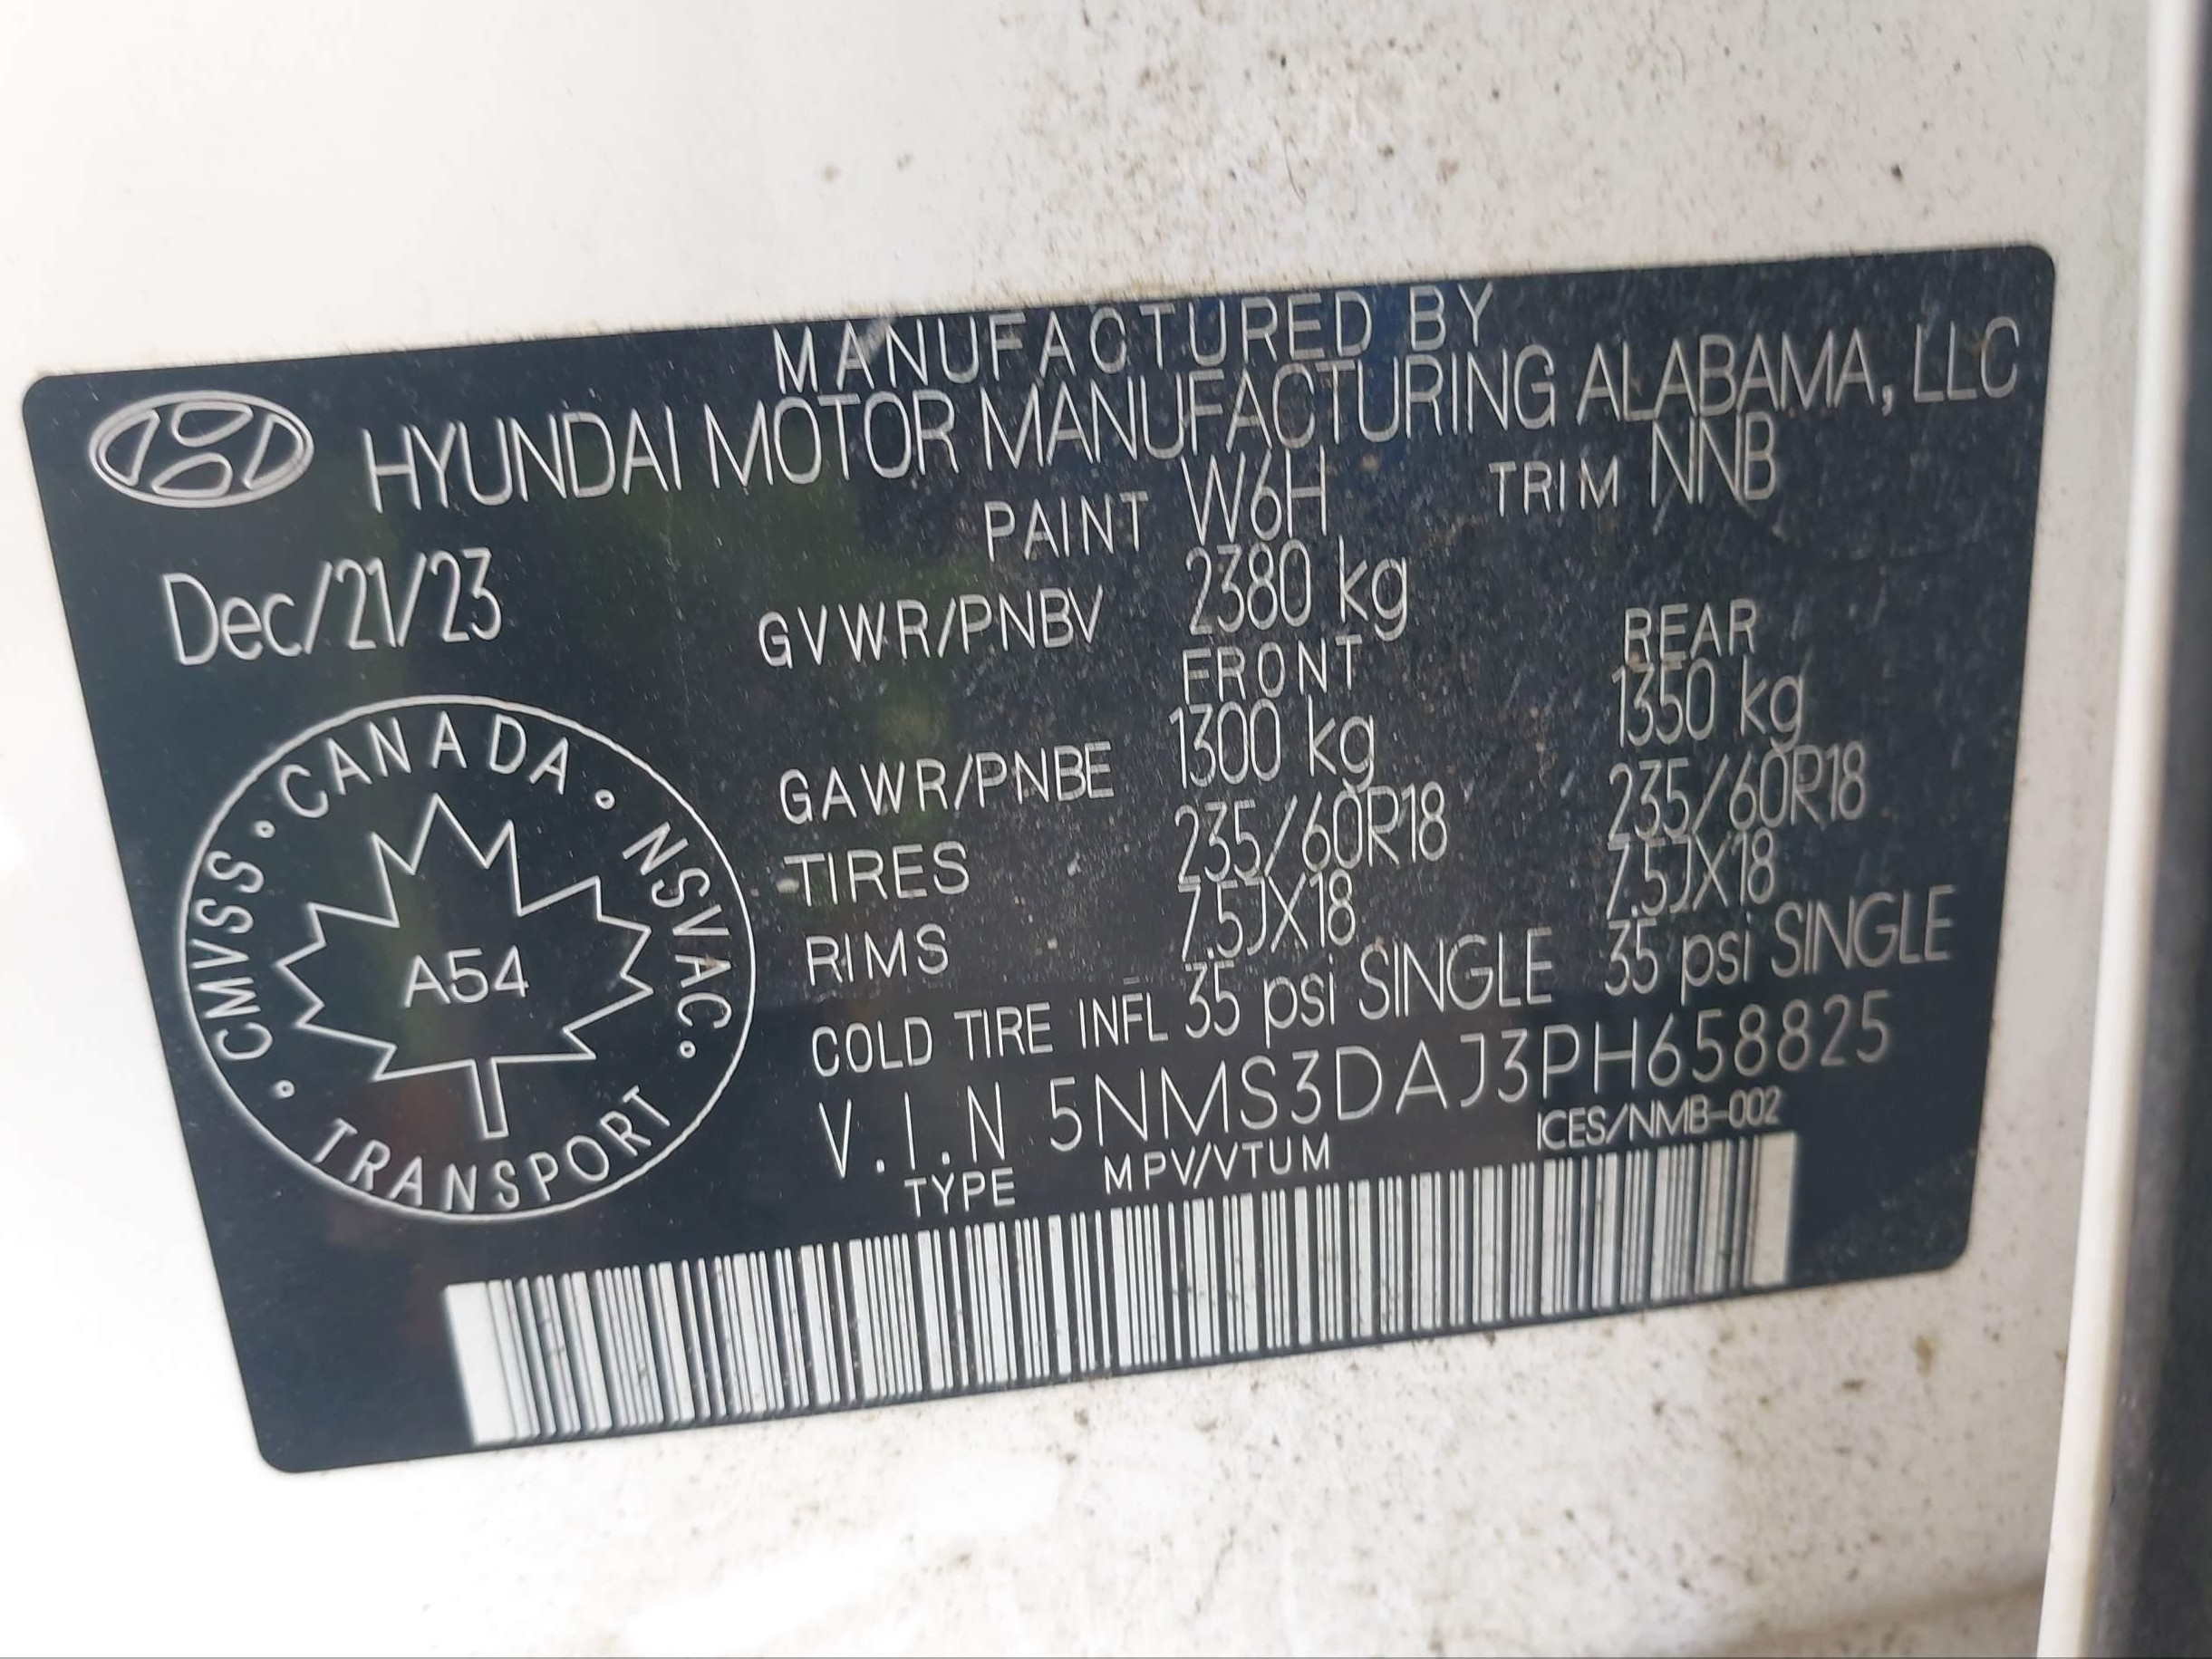 MANUFACTURED BY
HYUNDAI MOTOR MANUFACTURING ALABAMA, LLC
PAINT W6H TRIM NNB
Dec/21/23
GVWR/PNBV 2380 kg
FRONT REAR
GAWR/PNBE 1300 kg 1350 kg
TIRES 235/60R18 235/60R18
RIMS 7.5JX18 7.5JX18
COLD TIRE INFL 35 psi SINGLE 35 psi SINGLE
V.I.N 5NMS3DAJ3PH658825
TYPE MPV/VTUM ICES/NMB-002
CMVSS • CANADA • NSVAC • TRANSPORT •
A54